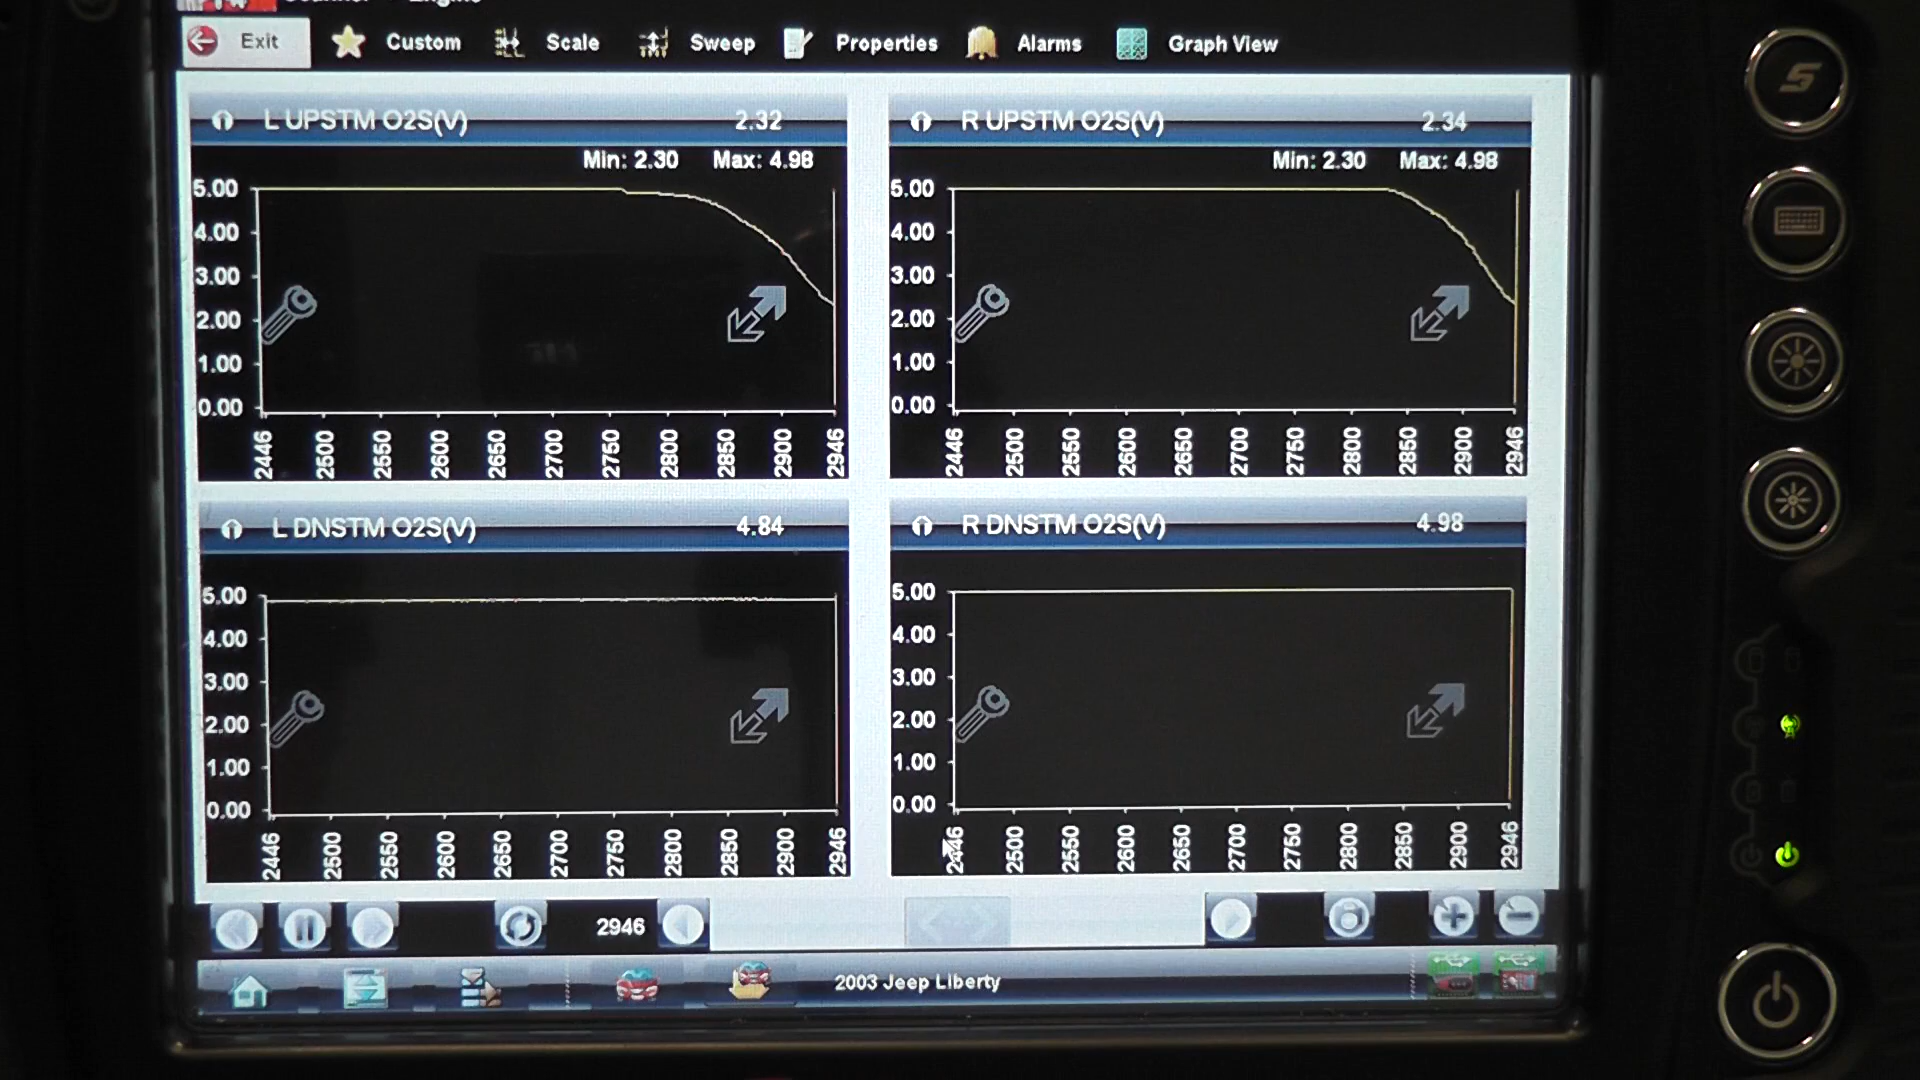 Exit Custom Scale Sweep Properties Alarms Graph View
L UPSTM O2S(V) 2.32
Min: 2.30 Max: 4.98
5.00
4.00
3.00
2.00
1.00
0.00
2446 2500 2550 2600 2650 2700 2750 2800 2850 2900 2946
R UPSTM O2S(V) 2.34
Min: 2.30 Max: 4.98
5.00
4.00
3.00
2.00
1.00
0.00
2446 2500 2550 2600 2650 2700 2750 2800 2850 2900 2946
L DNSTM O2S(V) 4.84
5.00
4.00
3.00
2.00
1.00
0.00
2446 2500 2550 2600 2650 2700 2750 2800 2850 2900 2946
R DNSTM O2S(V) 4.98
5.00
4.00
3.00
2.00
1.00
0.00
2446 2500 2550 2600 2650 2700 2750 2800 2850 2900 2946
2946
2003 Jeep Liberty
S